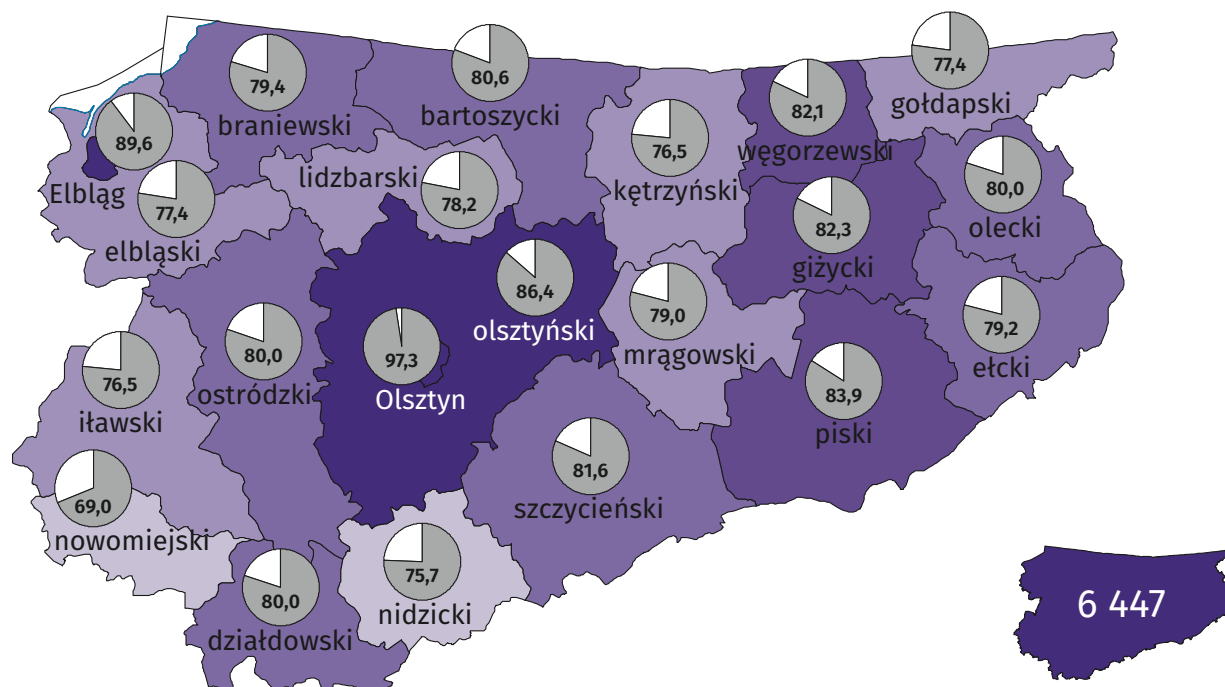 77,4
gołdapski
79,4
braniewski
80,6
bartoszycki
82,1
węgorzewski
89,6
Elbląg
76,5
kętrzyński
lidzbarski
78,2
80,0
olecki
77,4
elbląski
82,3
giżycki
86,4
olsztyński
79,0
mrągowski
79,2
ełcki
80,0
ostródzki
97,3
Olsztyn
76,5
iławski
83,9
piski
81,6
szczycieński
69,0
nowomiejski
75,7
nidzicki
80,0
działdowski
6 447